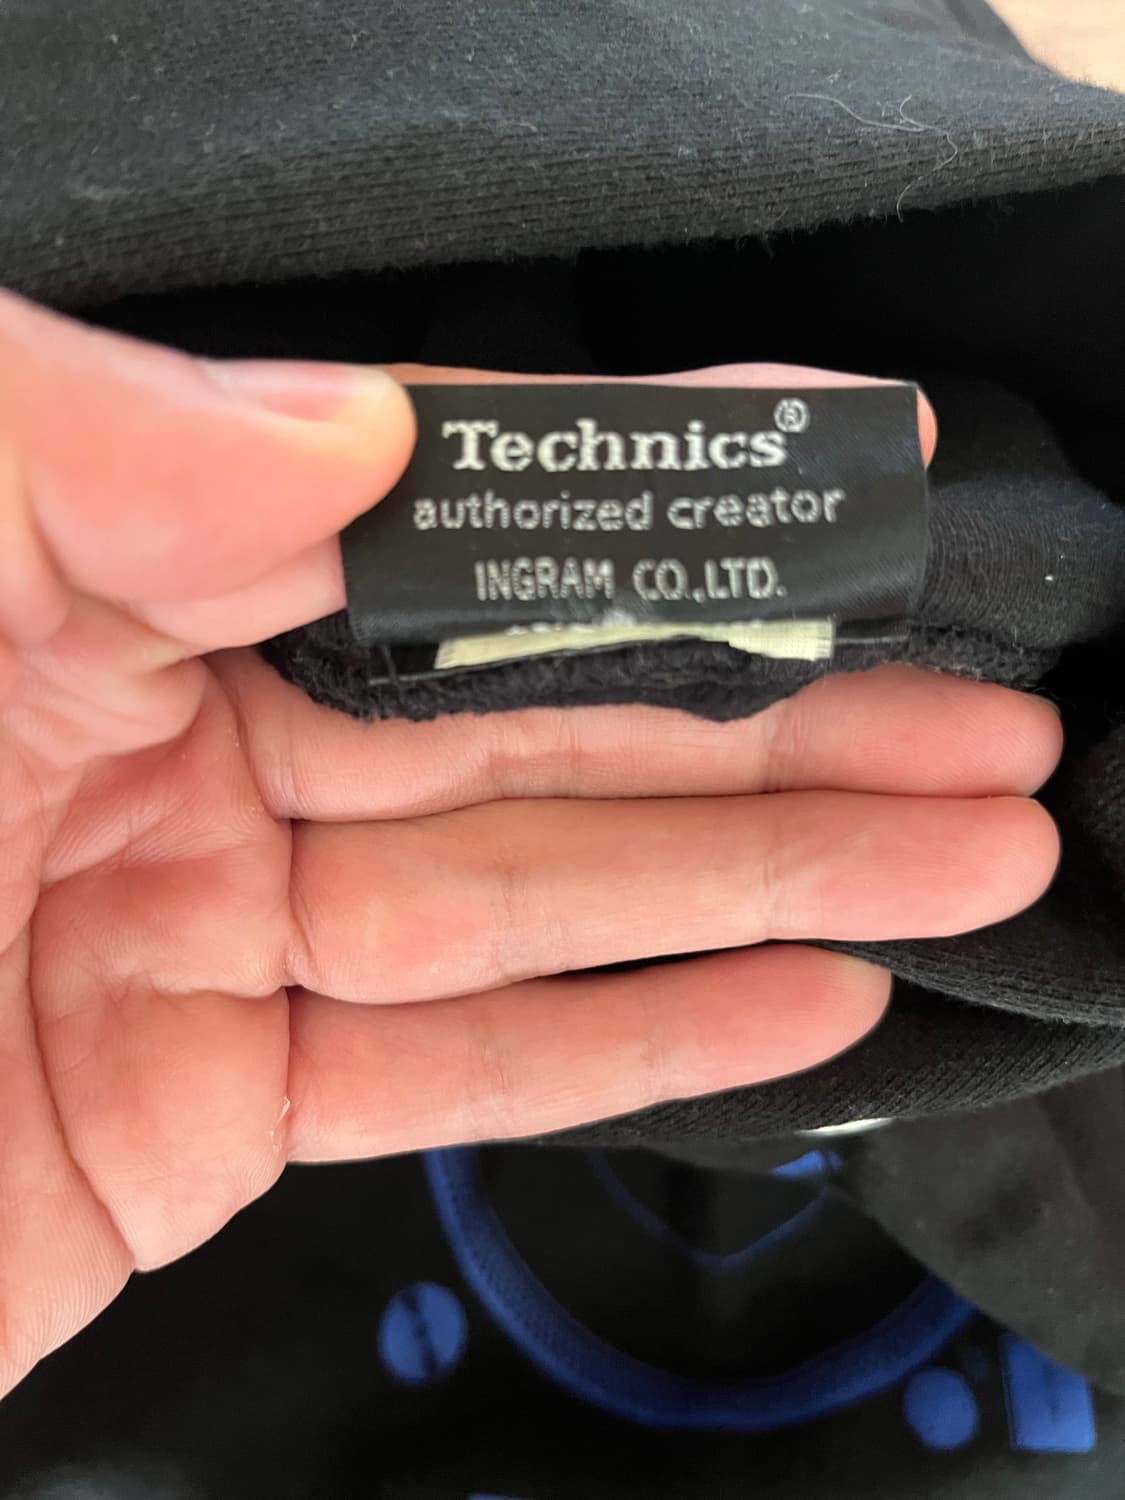 Technics®
authorized creator
INGRAM CO.,LTD.